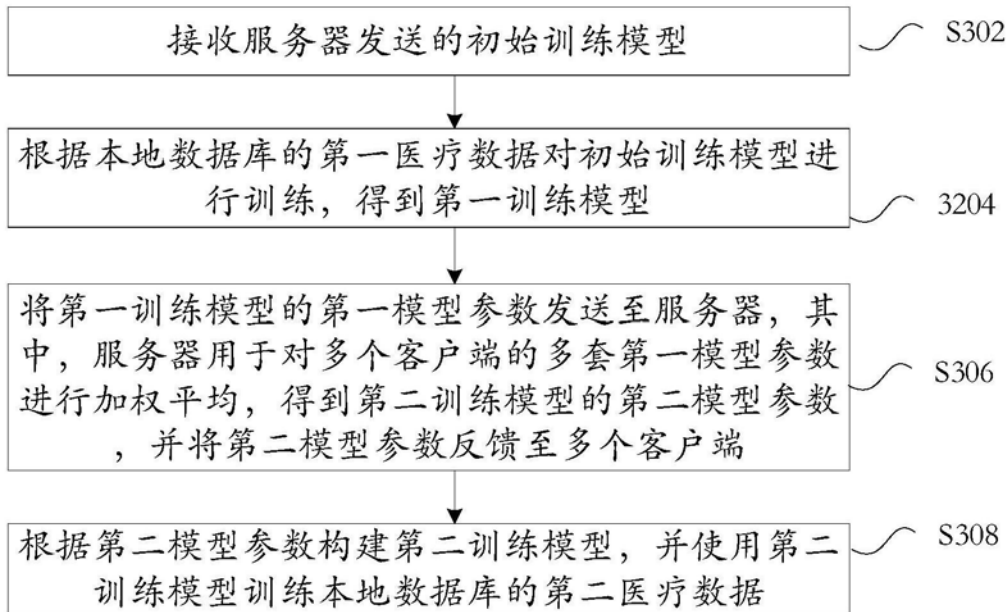 接收服务器发送的初始训练模型
S302
根据本地数据库的第一医疗数据对初始训练模型进
行训练，得到第一训练模型
3204
将第一训练模型的第一模型参数发送至服务器，其
中，服务器用于对多个客户端的多套第一模型参数
进行加权平均，得到第二训练模型的第二模型参数
，并将第二模型参数反馈至多个客户端
S306
根据第二模型参数构建第二训练模型，并使用第二
训练模型训练本地数据库的第二医疗数据
S308